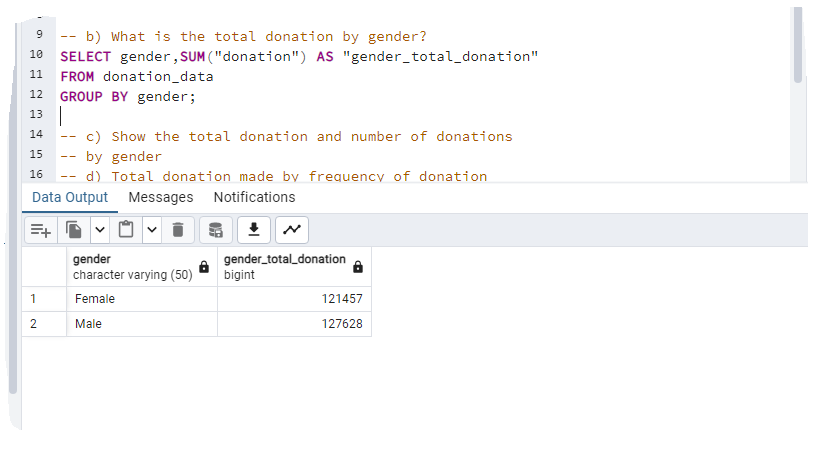 9 -- b) What is the total donation by gender?
10 SELECT gender,SUM("donation") AS "gender_total_donation"
11 FROM donation_data
12 GROUP BY gender;
13
14 -- c) Show the total donation and number of donations
15 -- by gender
16 -- d) Total donation made by frequency of donation
Data Output Messages Notifications
gender gender_total_donation
character varying (50) bigint
1 Female 121457
2 Male 127628